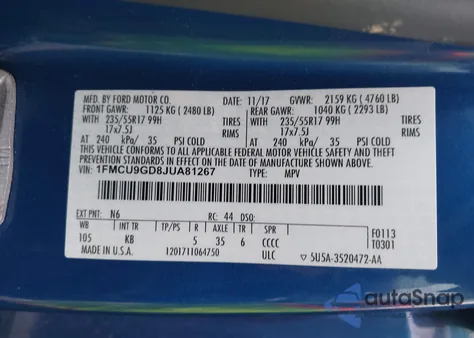 MFD. BY FORD MOTOR CO. DATE: 11/17 GVWR: 2159 KG ( 4760 LB)
FRONT GAWR: 1125 KG ( 2480 LB) REAR GAWR: 1040 KG ( 2293 LB)
WITH 235/55R17 99H TIRES WITH 235/55R17 99H TIRES
17x7.5J RIMS 17x7.5J RIMS
AT 240 kPa/ 35 PSI COLD AT 240 kPa/ 35 PSI COLD
THIS VEHICLE CONFORMS TO ALL APPLICABLE FEDERAL MOTOR VEHICLE
SAFETY AND THEFT PREVENTION STANDARDS IN EFFECT ON THE DATE OF MANUFACTURE SHOWN ABOVE.
VIN: 1FMCU9GD8JUA81267 TYPE: MPV
EXT PNT: N6 RC: 44 DSO:
WB INT TR TP/PS R AXLE TR SPR F0113
105 KB 5 35 6 CCCC T0301
MADE IN U.S.A. 1201711064750 ULC 5U5A-3520472-AA
autoSnap